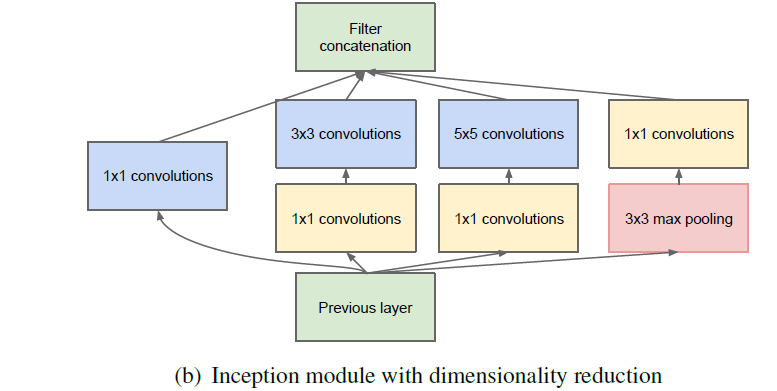 Filter
concatenation
3x3 convolutions
5x5 convolutions
1x1 convolutions
1x1 convolutions
1x1 convolutions
1x1 convolutions
3x3 max pooling
Previous layer
(b) Inception module with dimensionality reduction